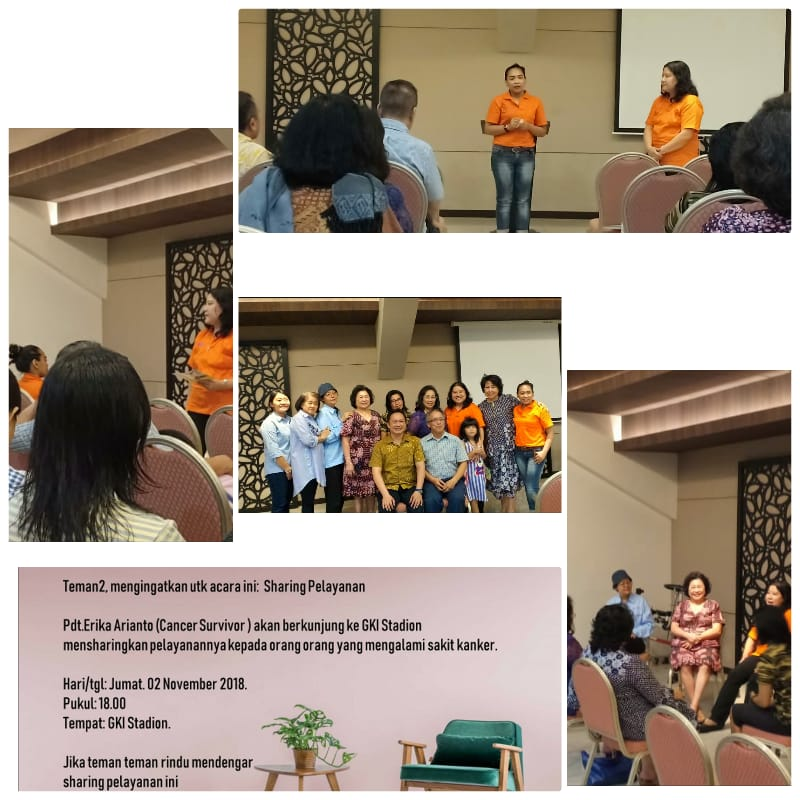 Teman2, mengingatkan utk acara ini: Sharing Pelayanan
Pdt.Erika Arianto (Cancer Survivor ) akan berkunjung ke GKI Stadion
mensharingkan pelayanannya kepada orang orang yang mengalami sakit kanker.
Hari/tgl: Jumat. 02 November 2018.
Pukul: 18.00
Tempat: GKI Stadion.
Jika teman teman rindu mendengar
sharing pelayanan ini